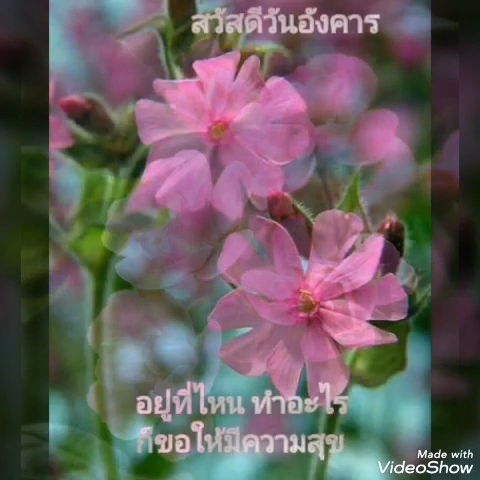 สวัสดีวันอังคาร
อยู่ที่ไหน ทำอะไร
ก็ขอให้มีความสุข
Made with
VideoShow